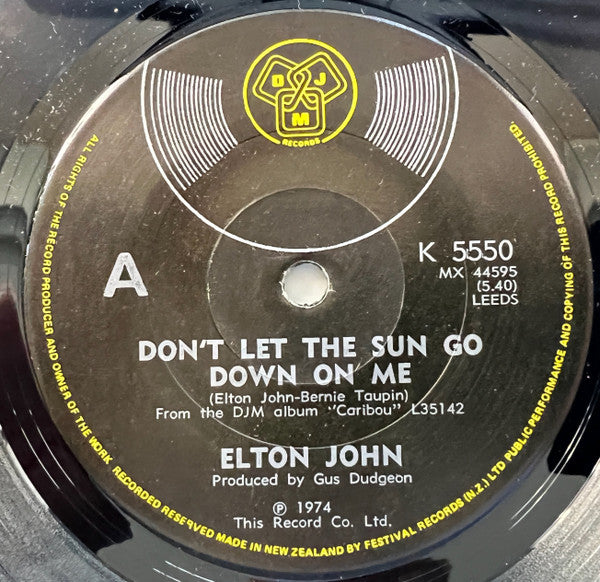 D J
M
RECORDS
A
K 5550
MX 44595
(5.40)
LEEDS
DON'T LET THE SUN GO
DOWN ON ME
(Elton John-Bernie Taupin)
From the DJM album "Caribou" L35142
ELTON JOHN
Produced by Gus Dudgeon
℗ 1974
This Record Co. Ltd.
ALL RIGHTS OF THE RECORD PRODUCER AND OWNER OF THE WORK RECORDED RESERVED MADE IN NEW ZEALAND BY FESTIVAL RECORDS (N.Z.) LTD PUBLIC PERFORMANCE AND COPYING OF THIS RECORD PROHIBITED.